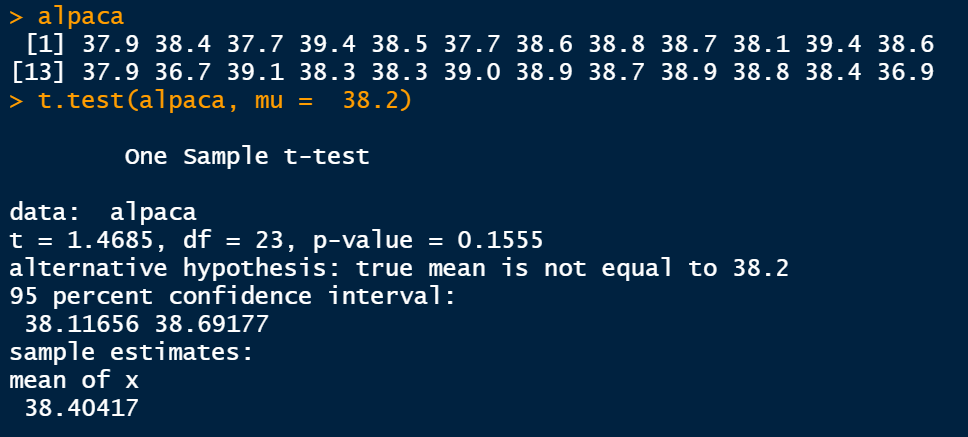 > alpaca
[1] 37.9 38.4 37.7 39.4 38.5 37.7 38.6 38.8 38.7 38.1 39.4 38.6
[13] 37.9 36.7 39.1 38.3 38.3 39.0 38.9 38.7 38.9 38.8 38.4 36.9
> t.test(alpaca, mu =  38.2)
One Sample t-test
data:  alpaca
t = 1.4685, df = 23, p-value = 0.1555
alternative hypothesis: true mean is not equal to 38.2
95 percent confidence interval:
38.11656 38.69177
sample estimates:
mean of x
38.40417